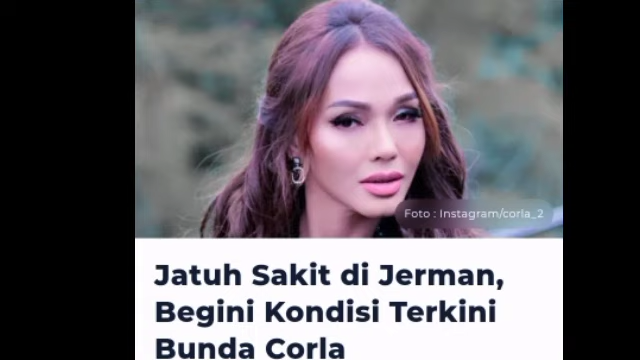 Foto : Instagram/corla_2
Jatuh Sakit di Jerman,
Begini Kondisi Terkini
Bunda Corla